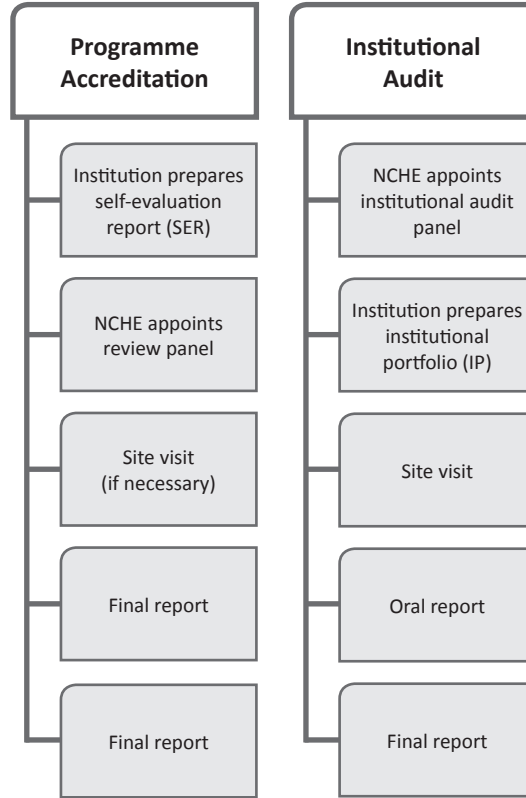 Programme
Accreditation
Institution prepares
self-evaluation
report (SER)
NCHE appoints
review panel
Site visit
(if necessary)
Final report
Final report
Institutional
Audit
NCHE appoints
institutional audit
panel
Institution prepares
institutional
portfolio (IP)
Site visit
Oral report
Final report